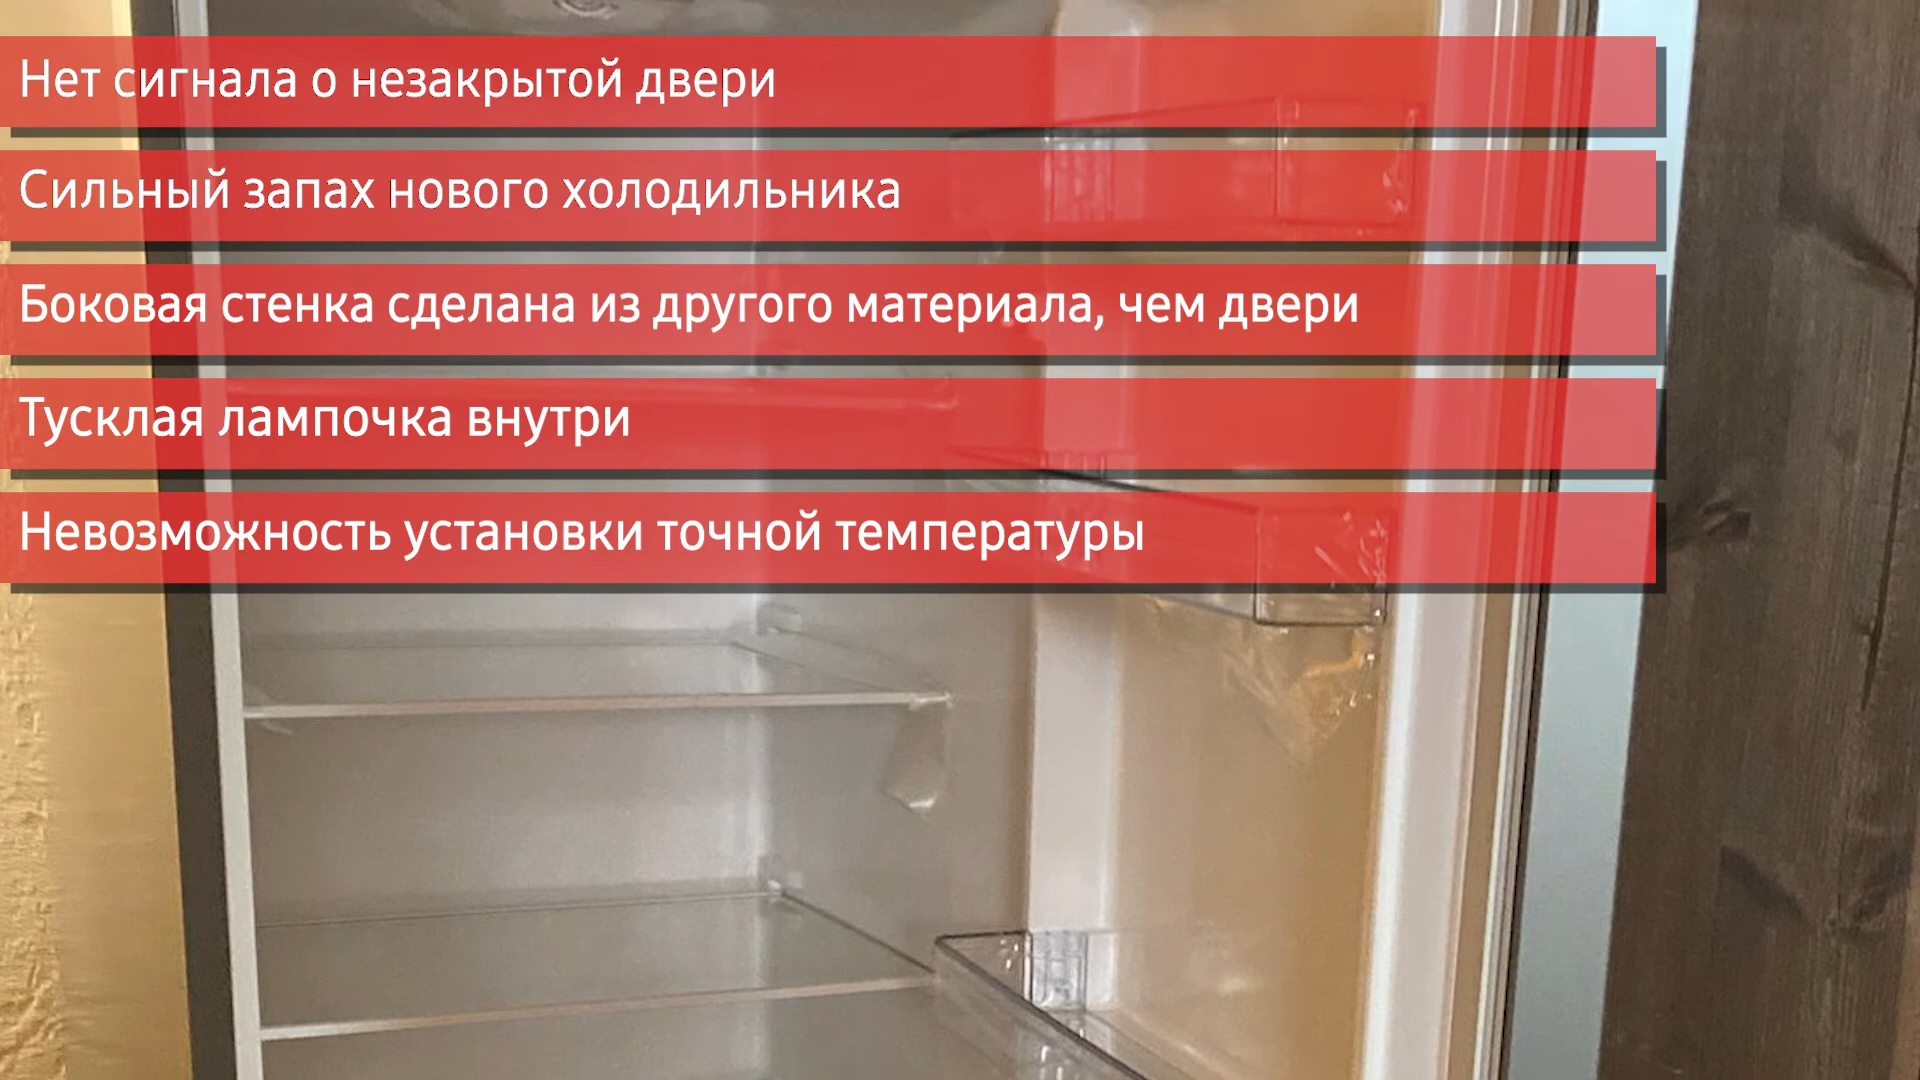 Нет сигнала о незакрытой двери
Сильный запах нового холодильника
Боковая стенка сделана из другого материала, чем двери
Тусклая лампочка внутри
Невозможность установки точной температуры